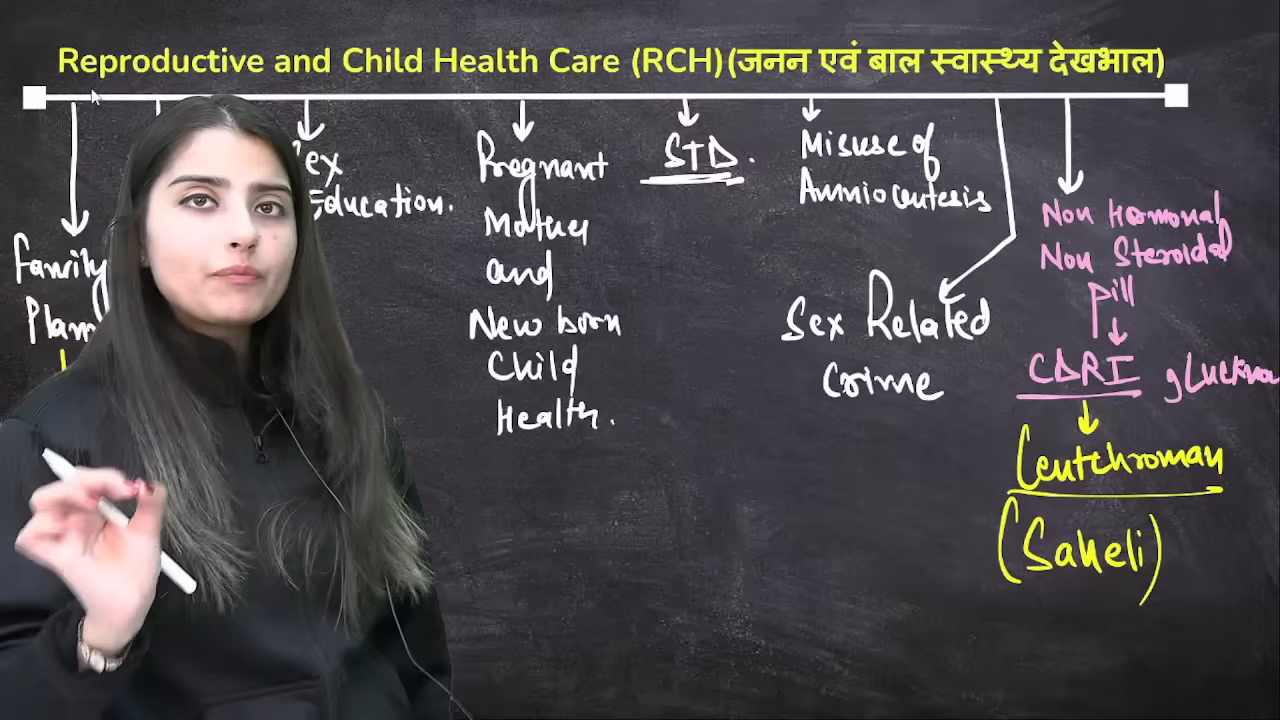 Reproductive and Child Health Care (RCH)(जनन एवं बाल स्वास्थ्य देखभाल)
Family
Plann
ex
Education.
Pregnant
Mother
and
New born
Child
Health.
STD.
Misuse of
Amniocentesis
Sex Related
Crime
Non Hormonal
Non Steroidal
pill
CDRI, Lucknow
Centchroman
(Saheli)